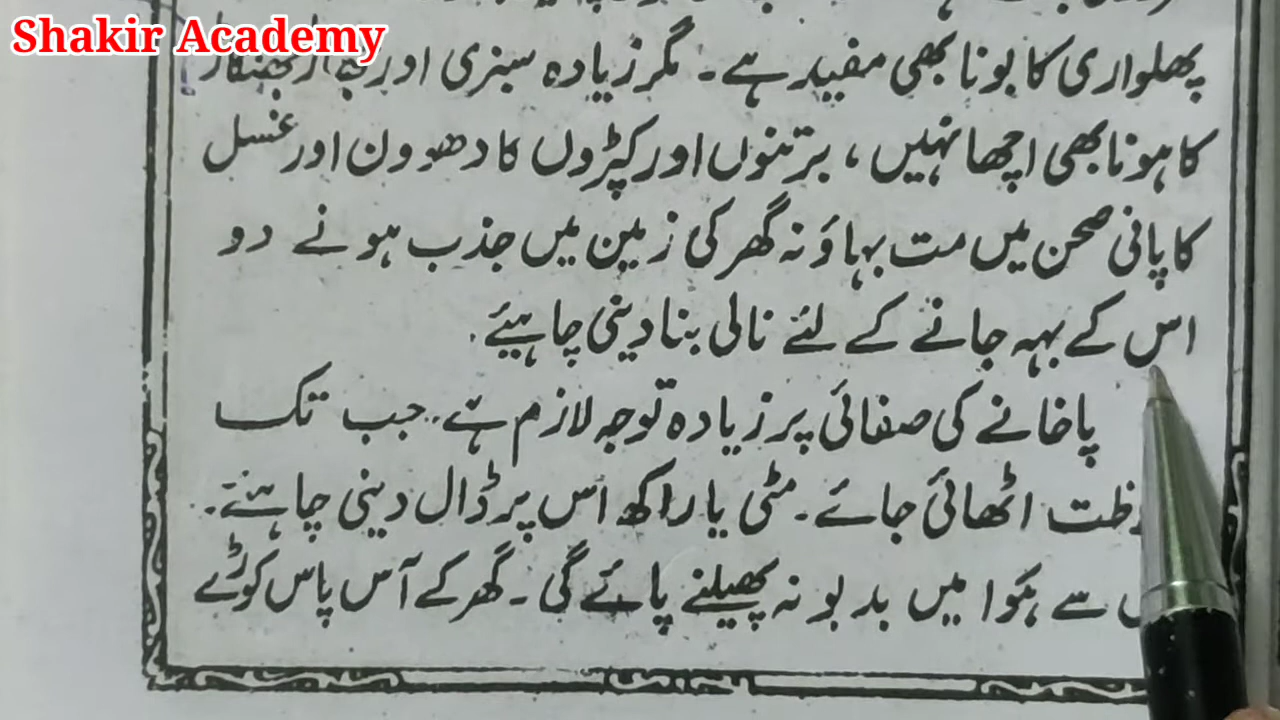 Shakir Academy
پھلواری کا بونا بھی مفید ہے۔ مگر زیادہ سبزی اور جھاڑ جھنکاڑ
کا ہونا بھی اچھا نہیں، برتنوں اور کپڑوں کا دھوون اور غسل
کا پانی صحن میں مت بہاؤ نہ گھر کی زمین میں جذب ہونے دو
اس کے بہہ جانے کے لئے نالی بنا دینی چاہیئے۔
پاخانے کی صفائی پر زیادہ توجہ لازم ہے۔ جب تک
اٹھائی جائے۔ مٹی یا راکھ اس پر ڈال دینی چاہئے۔
سے ہوا میں بدبو نہ پھیلنے پائے گی۔ گھر کے آس پاس کوڑے